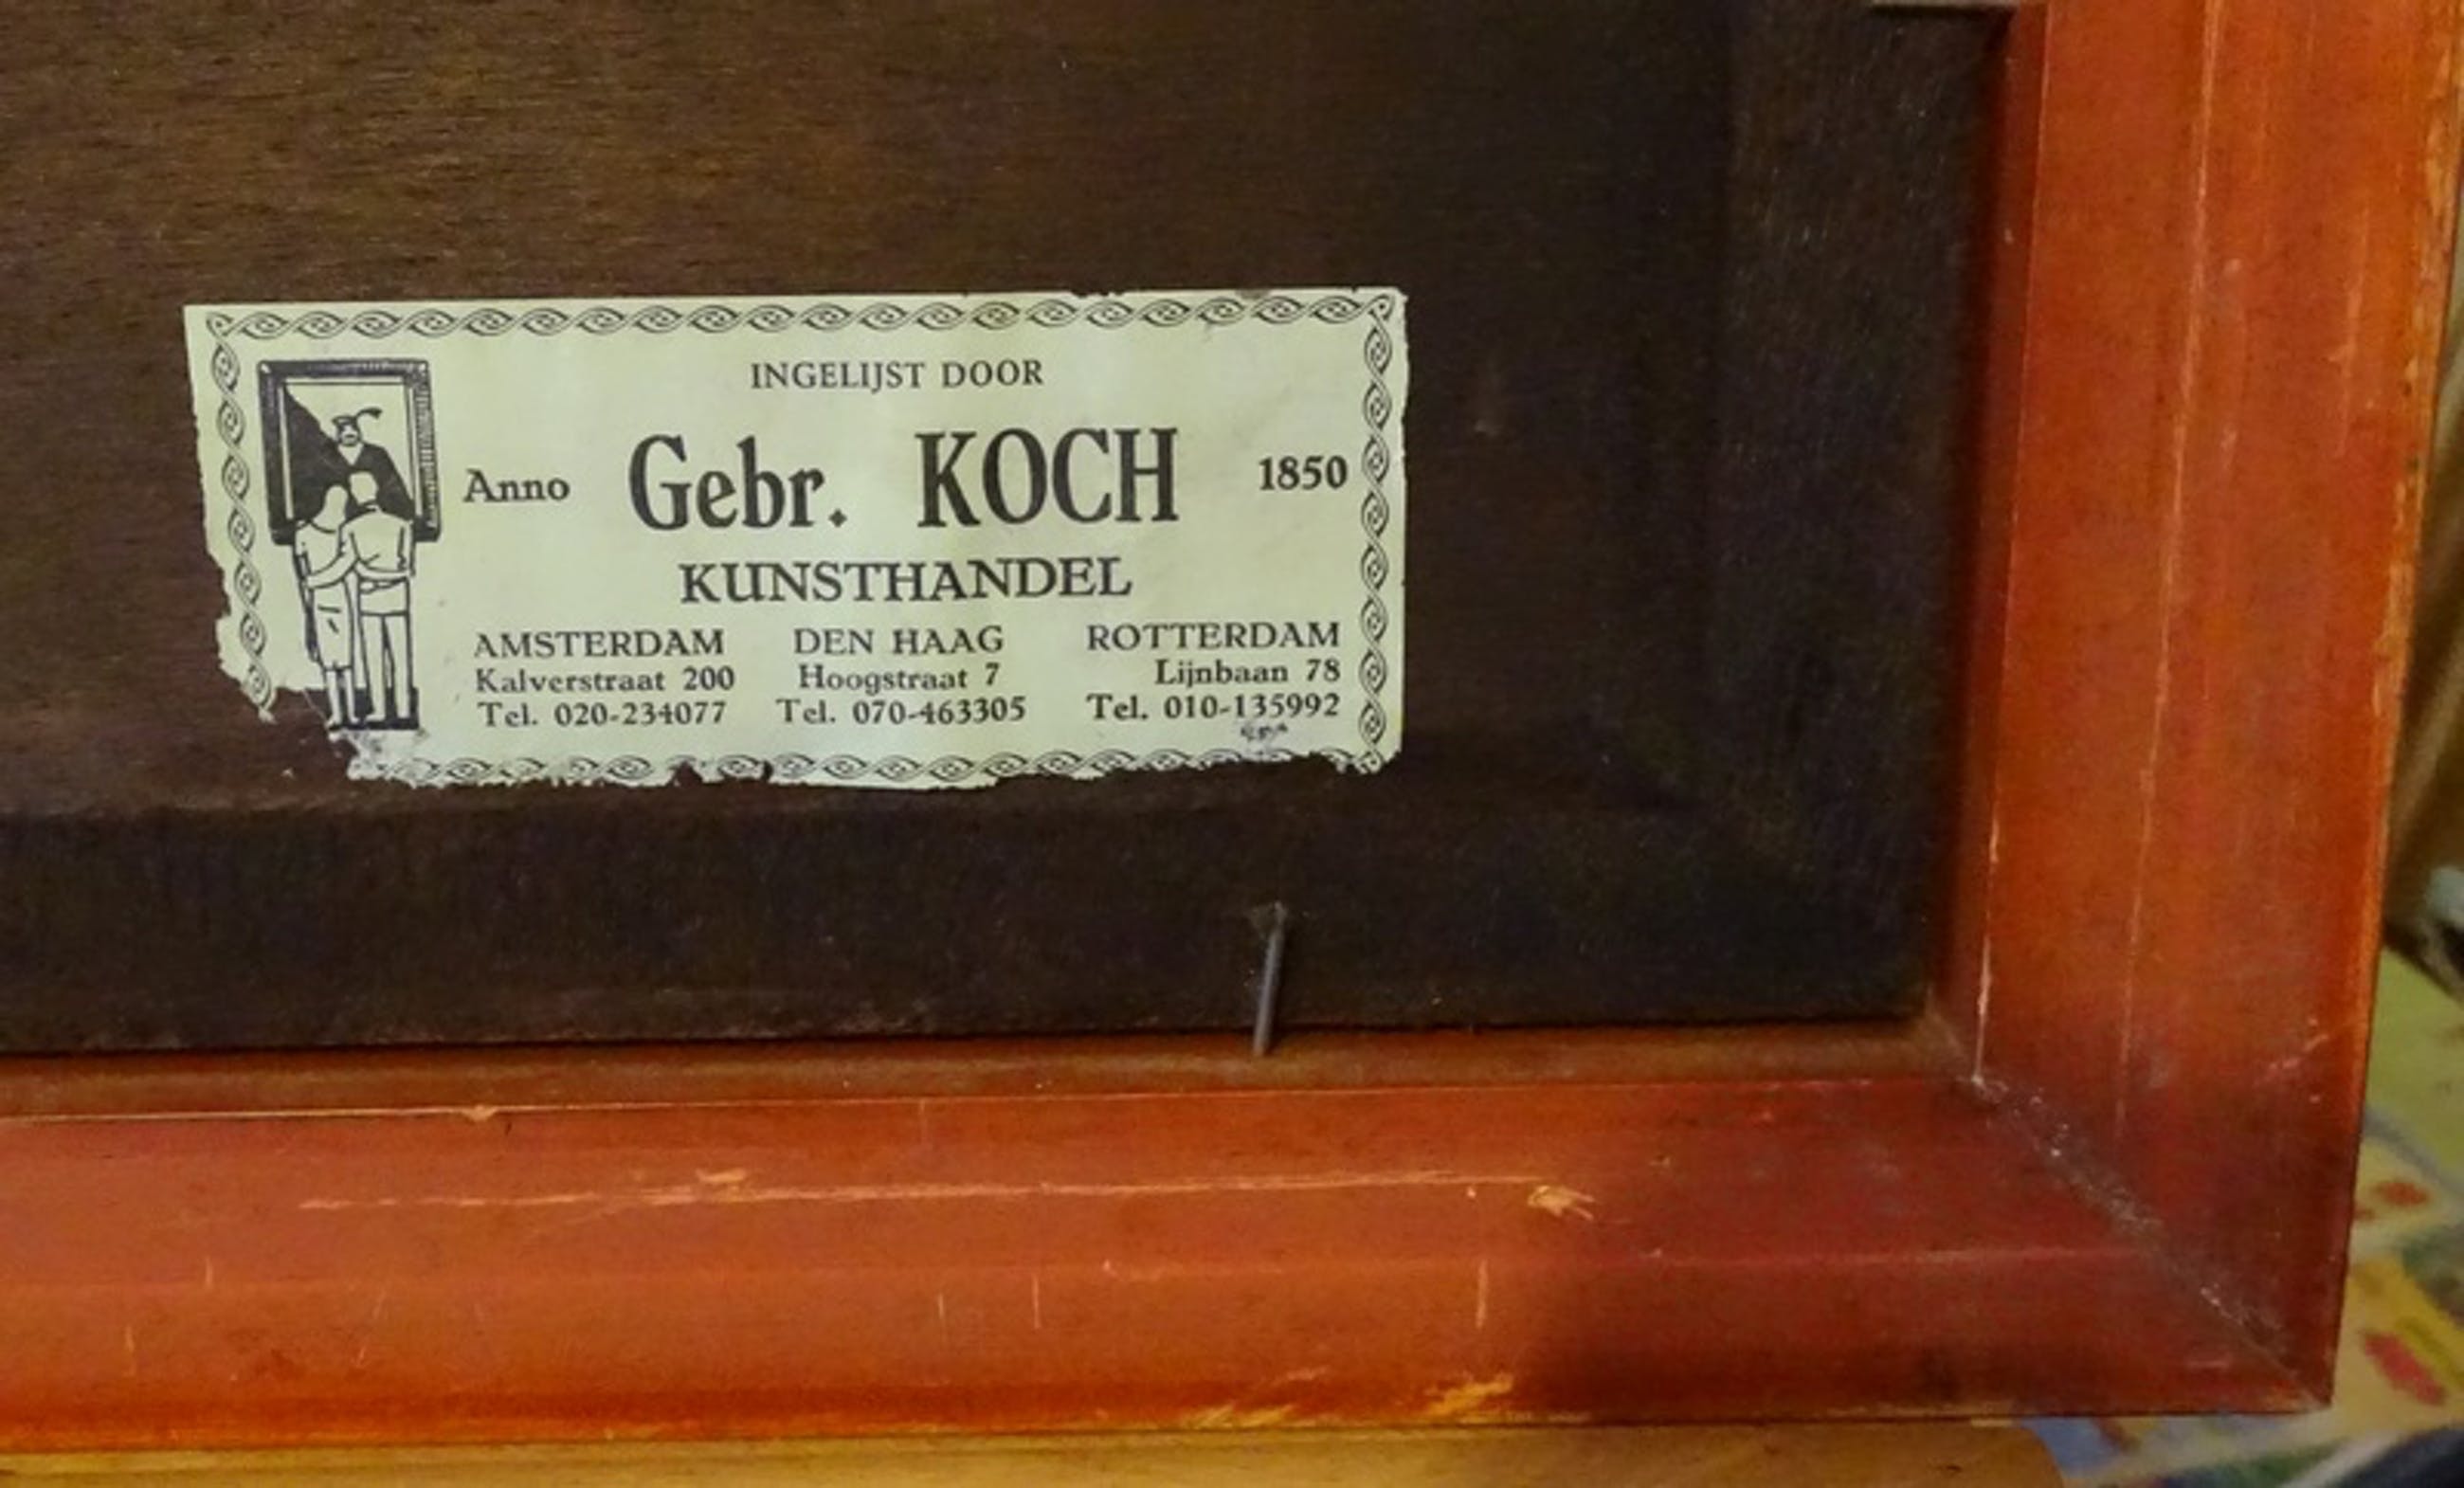 INGELIJST DOOR
Anno Gebr. KOCH 1850
KUNSTHANDEL
AMSTERDAM DEN HAAG ROTTERDAM
Kalverstraat 200 Hoogstraat 7 Lijnbaan 78
Tel. 020-234077 Tel. 070-463305 Tel. 010-135992